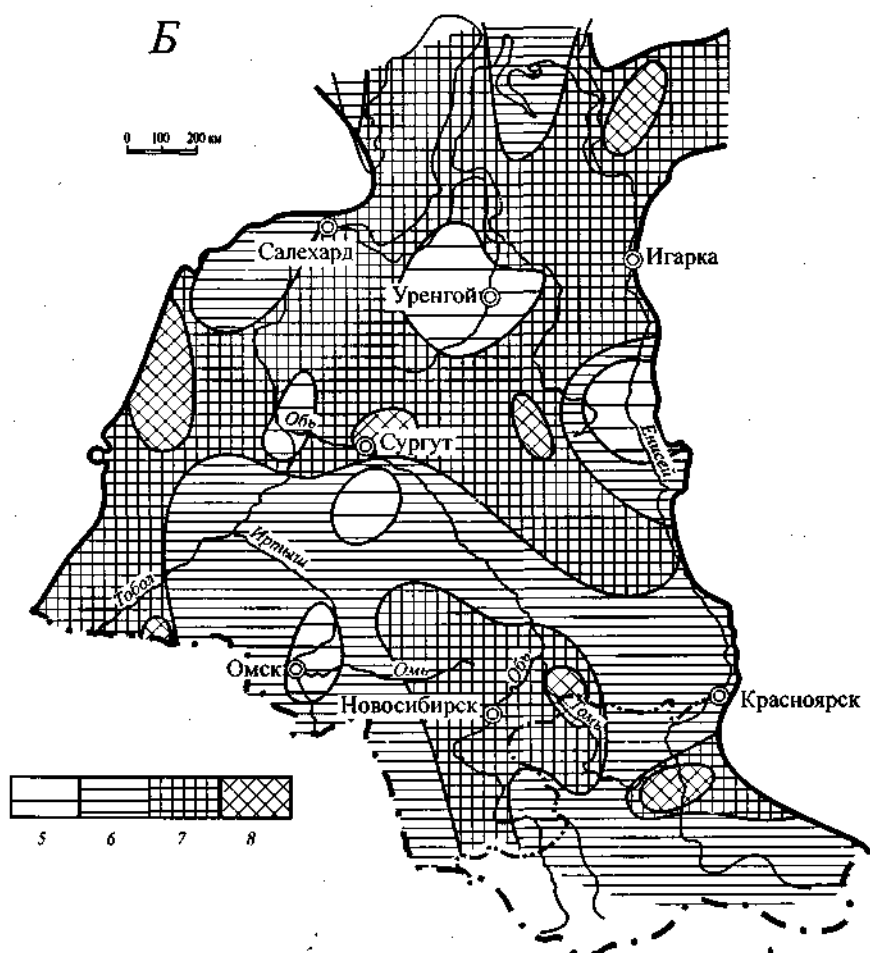 Б
0 100 200 км
Салехард
Игарка
Уренгой
Обь
Сургут
Енисей
Иртыш
Тобол
Омск
Омь
Обь
Новосибирск
Томь
Красноярск
5 6 7 8